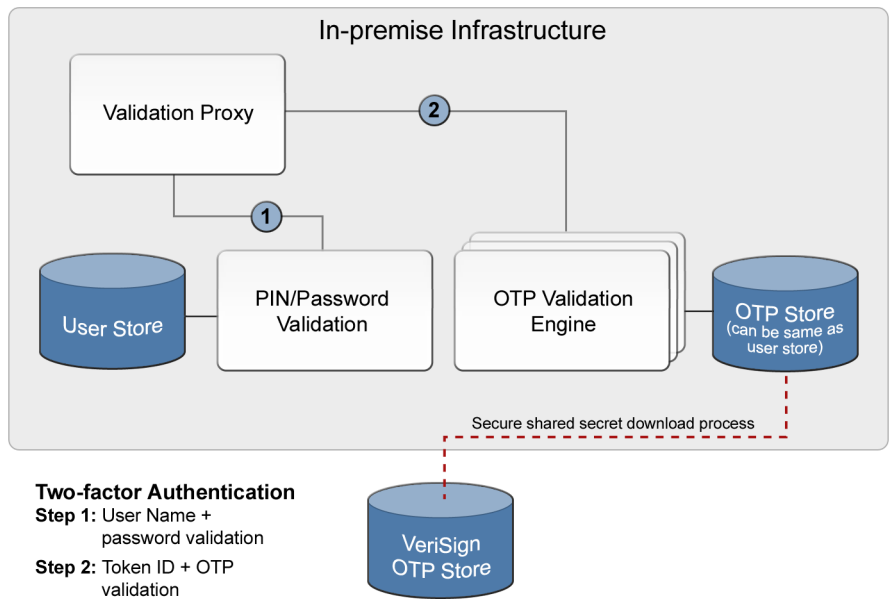 In-premise Infrastructure
Validation Proxy
2
1
User Store
PIN/Password
Validation
OTP Validation
Engine
OTP Store
(can be same as
user store)
Secure shared secret download process
Two-factor Authentication
Step 1: User Name +
password validation
Step 2: Token ID + OTP
validation
VeriSign
OTP Store